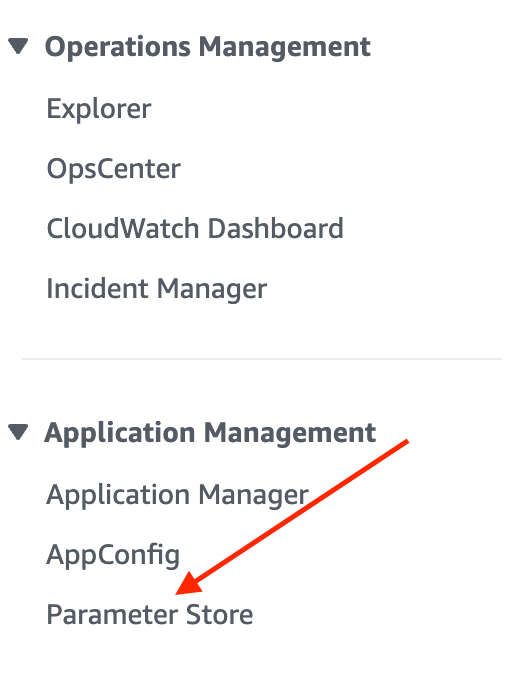 Operations Management
Explorer
OpsCenter
CloudWatch Dashboard
Incident Manager
Application Management
Application Manager
AppConfig
Parameter Store